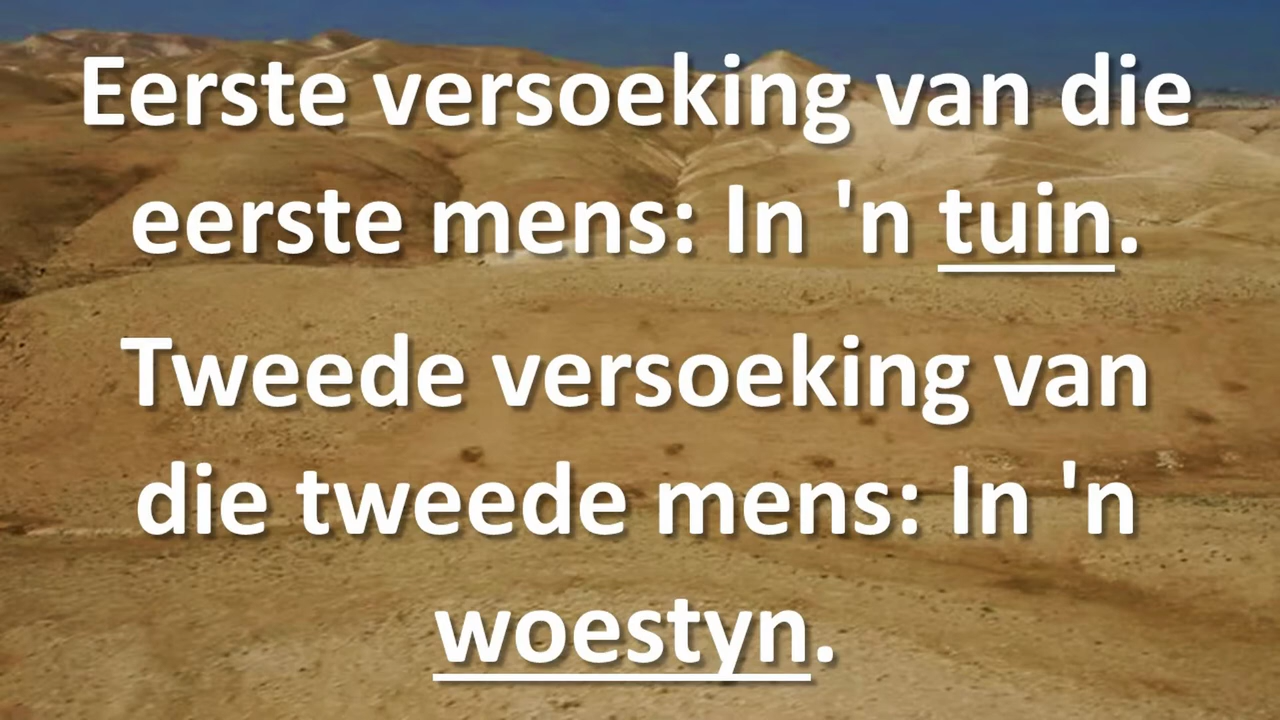 Eerste versoeking van die
eerste mens: In 'n tuin.
Tweede versoeking van
die tweede mens: In 'n
woestyn.